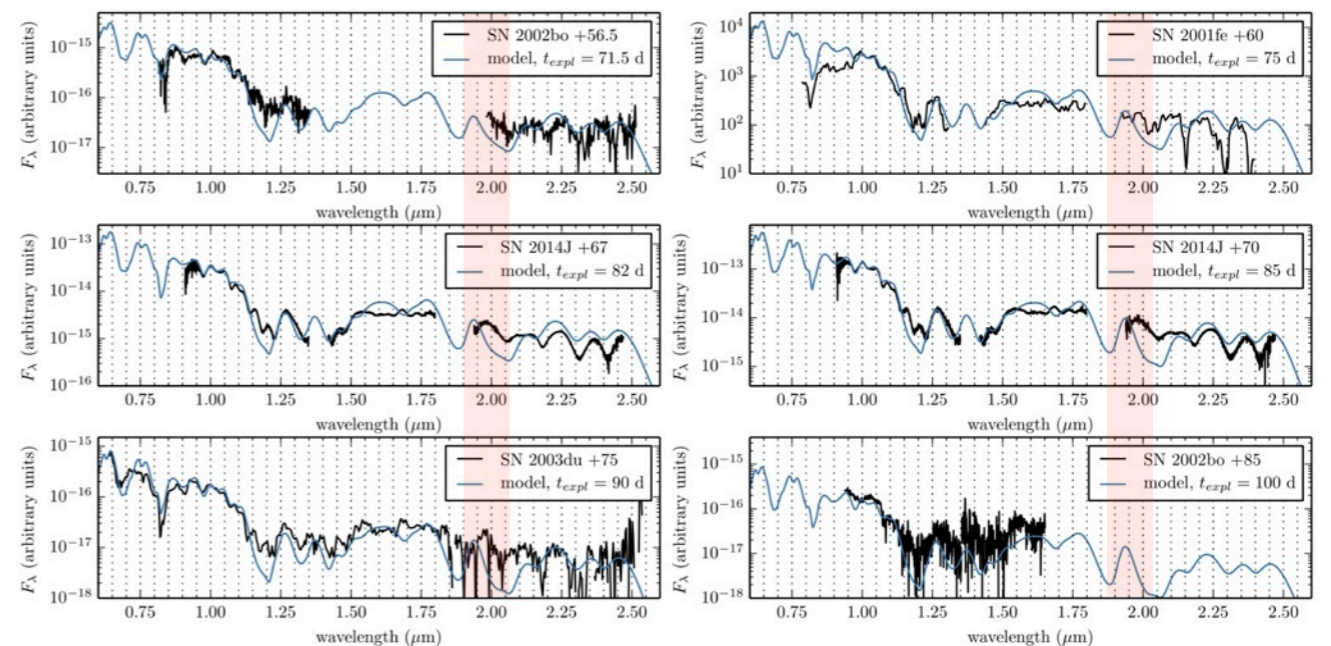 SN 2002bo +56.5
model, t_expl = 71.5 d
F_λ (arbitrary units)
10^−15
10^−16
10^−17
0.75 1.00 1.25 1.50 1.75 2.00 2.25 2.50
wavelength (μm)
SN 2001fe +60
model, t_expl = 75 d
F_λ (arbitrary units)
10^4
10^3
10^2
10^1
0.75 1.00 1.25 1.50 1.75 2.00 2.25 2.50
wavelength (μm)
SN 2014J +67
model, t_expl = 82 d
F_λ (arbitrary units)
10^−13
10^−14
10^−15
10^−16
0.75 1.00 1.25 1.50 1.75 2.00 2.25 2.50
wavelength (μm)
SN 2014J +70
model, t_expl = 85 d
F_λ (arbitrary units)
10^−13
10^−14
10^−15
0.75 1.00 1.25 1.50 1.75 2.00 2.25 2.50
wavelength (μm)
SN 2003du +75
model, t_expl = 90 d
F_λ (arbitrary units)
10^−15
10^−16
10^−17
10^−18
0.75 1.00 1.25 1.50 1.75 2.00 2.25 2.50
wavelength (μm)
SN 2002bo +85
model, t_expl = 100 d
F_λ (arbitrary units)
10^−15
10^−16
10^−17
10^−18
0.75 1.00 1.25 1.50 1.75 2.00 2.25 2.50
wavelength (μm)